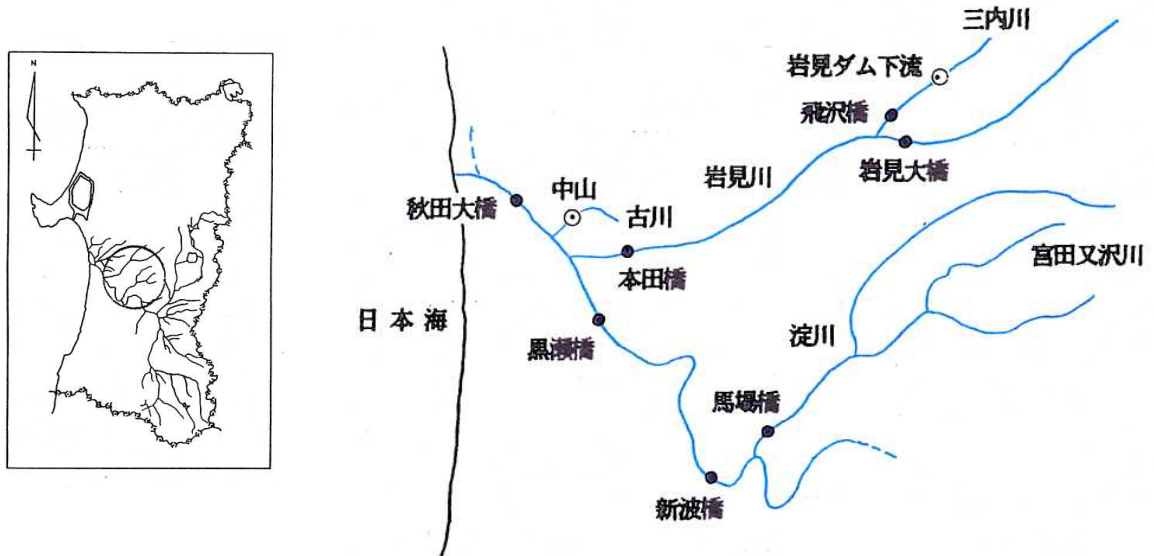 N
三内川
岩見ダム下流
飛沢橋
岩見大橋
岩見川
中山
秋田大橋
古川
本田橋
宮田又沢川
日本海
黒瀬橋
淀川
馬場橋
新波橋